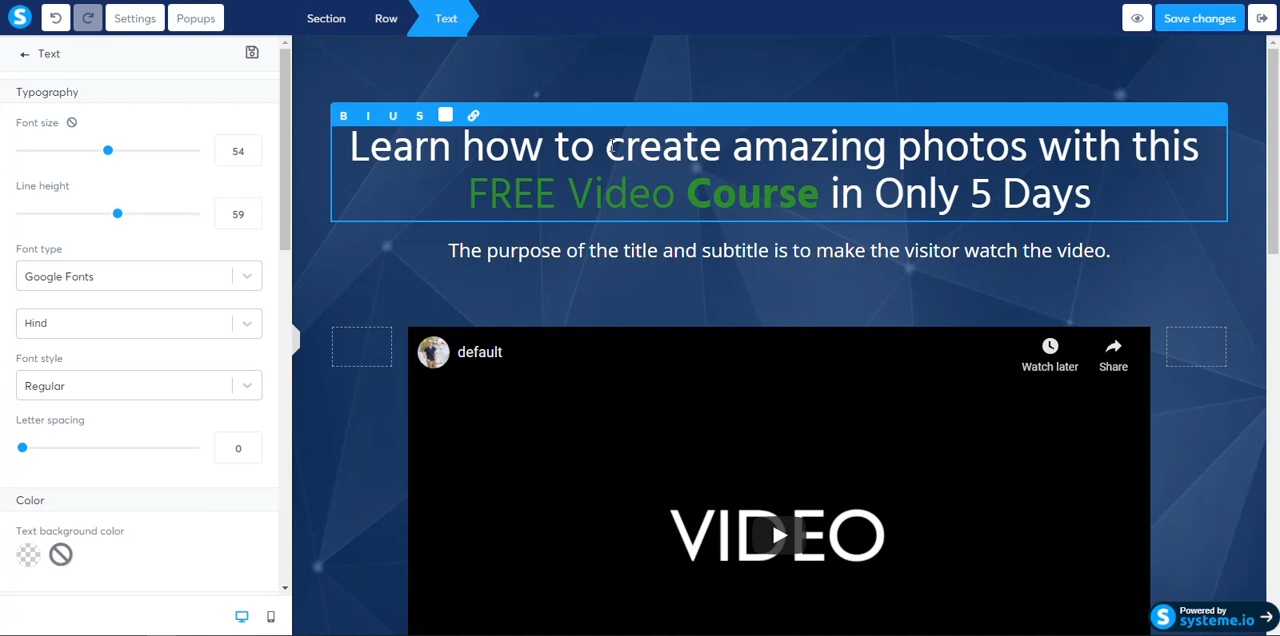 S Settings Popups Section Row Text Save changes
← Text
Typography
Font size
54
Line height
59
Font type
Google Fonts
Hind
Font style
Regular
Letter spacing
0
Color
Text background color
B I U S
Learn how to create amazing photos with this
FREE Video Course in Only 5 Days
The purpose of the title and subtitle is to make the visitor watch the video.
default
Watch later
Share
VIDEO
S Powered by
systeme.io